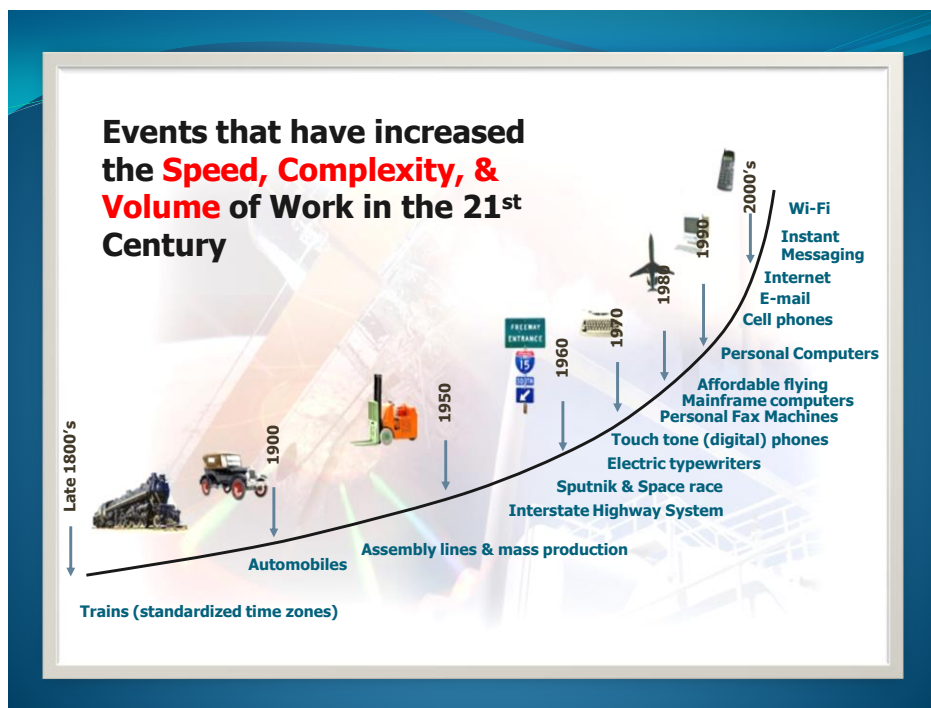 Events that have increased
the Speed, Complexity, &
Volume of Work in the 21st
Century
Late 1800's
1900
1950
1960
1970
1980
1990
2000's
FREEWAY
ENTRANCE
15
SOUTH
Wi-Fi
Instant
Messaging
Internet
E-mail
Cell phones
Personal Computers
Affordable flying
Mainframe computers
Personal Fax Machines
Touch tone (digital) phones
Electric typewriters
Sputnik & Space race
Interstate Highway System
Assembly lines & mass production
Automobiles
Trains (standardized time zones)